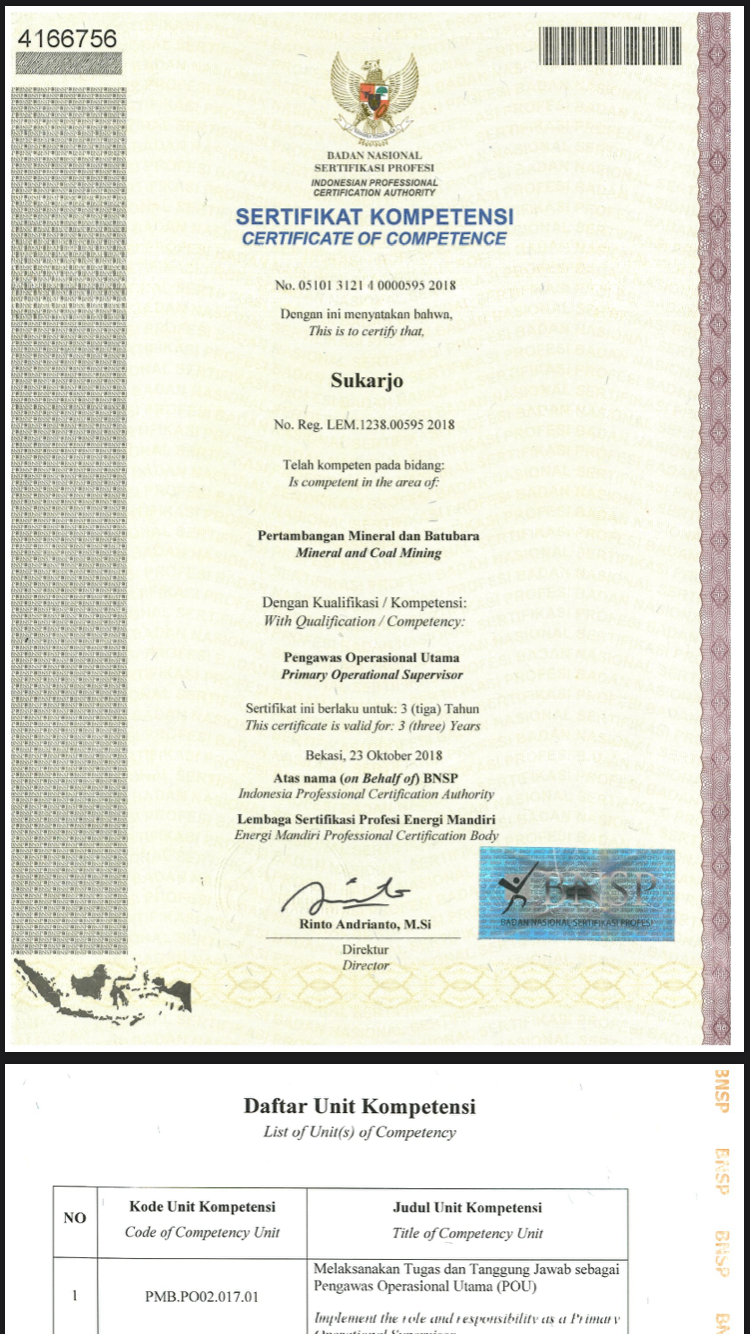 4166756
BADAN NASIONAL
SERTIFIKASI PROFESI
INDONESIAN PROFESSIONAL
CERTIFICATION AUTHORITY
SERTIFIKAT KOMPETENSI
CERTIFICATE OF COMPETENCE
No. 05101 3121 4 0000595 2018
Dengan ini menyatakan bahwa,
This is to certify that,
Sukarjo
No. Reg. LEM.1238.00595 2018
Telah kompeten pada bidang:
Is competent in the area of:
Pertambangan Mineral dan Batubara
Mineral and Coal Mining
Dengan Kualifikasi / Kompetensi:
With Qualification / Competency:
Pengawas Operasional Utama
Primary Operational Supervisor
Sertifikat ini berlaku untuk: 3 (tiga) Tahun
This certificate is valid for: 3 (three) Years
Bekasi, 23 Oktober 2018
Atas nama (on Behalf of) BNSP
Indonesia Professional Certification Authority
Lembaga Sertifikasi Profesi Energi Mandiri
Energi Mandiri Professional Certification Body
BNSP
BADAN NASIONAL SERTIFIKASI PROFESI
Rinto Andrianto, M.Si
Direktur
Director
Daftar Unit Kompetensi
List of Unit(s) of Competency
NO
Kode Unit Kompetensi
Code of Competency Unit
Judul Unit Kompetensi
Title of Competency Unit
1
PMB.PO02.017.01
Melaksanakan Tugas dan Tanggung Jawab sebagai
Pengawas Operasional Utama (POU)
Implement the role and responsibility as a Primary
Operational Supervisor
BNSP
BNSP
BNSP